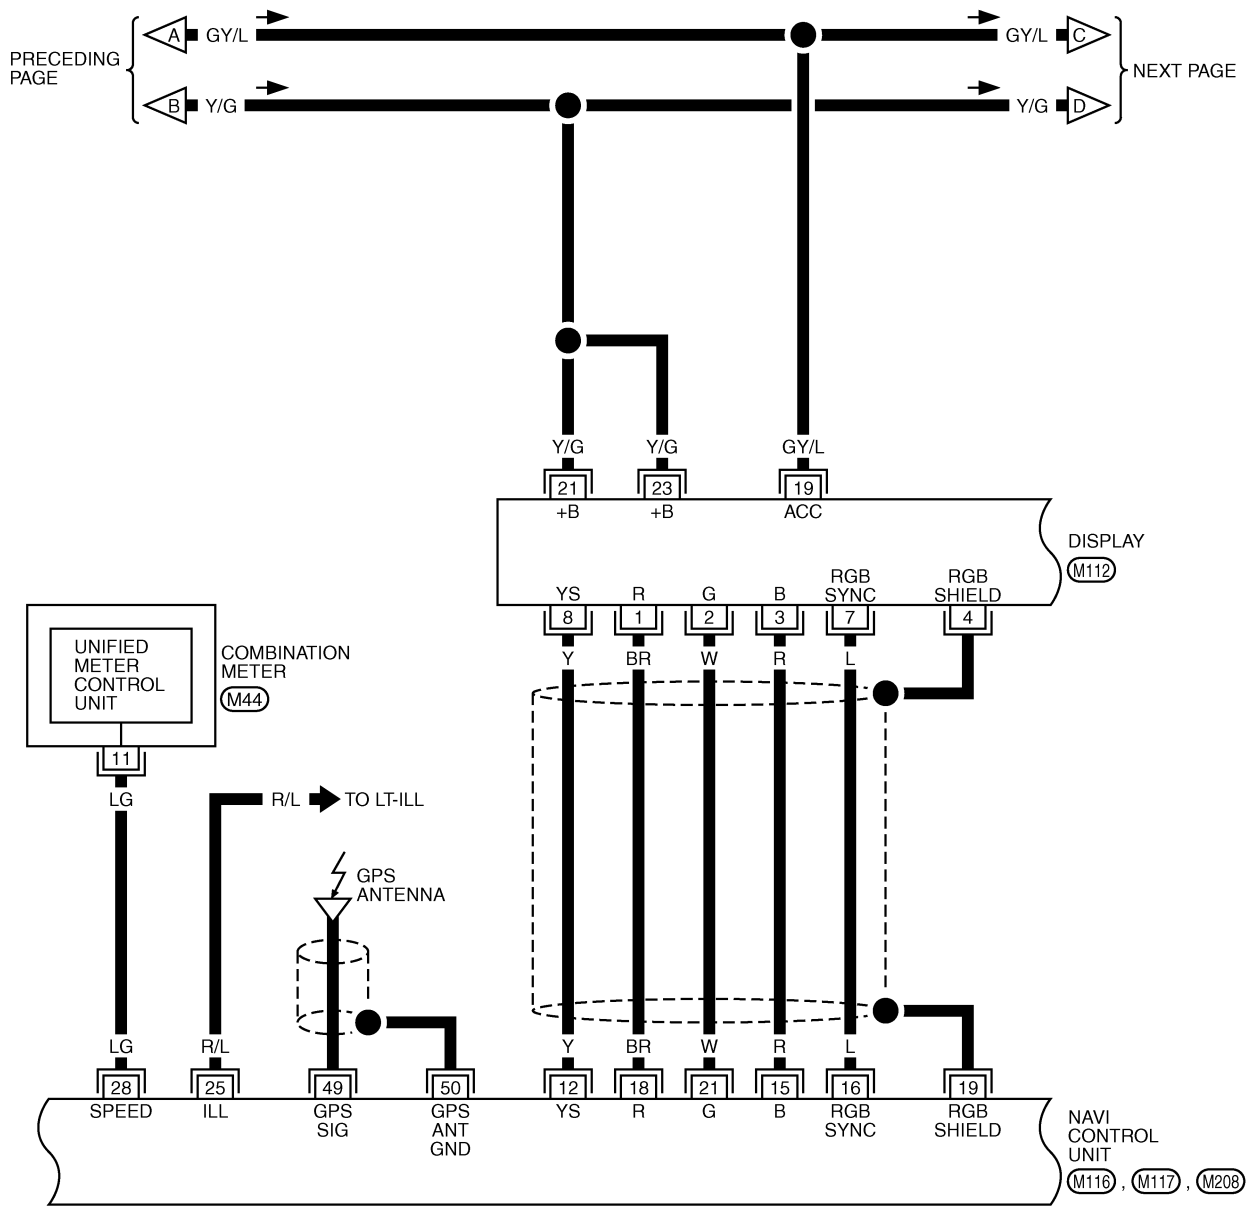 A GY/L GY/L C
PRECEDING
PAGE
NEXT PAGE
B Y/G Y/G D
Y/G Y/G GY/L
21 23 19
+B +B ACC
DISPLAY
M112
RGB RGB
YS R G B SYNC SHIELD
8 1 2 3 7 4
Y BR W R L
UNIFIED
METER
CONTROL
UNIT
COMBINATION
METER
M44
11
LG
R/L TO LT-ILL
GPS
ANTENNA
LG R/L Y BR W R L
28 25 49 50 12 18 21 15 16 19
SPEED ILL GPS GPS YS R G B RGB RGB
SIG ANT SYNC SHIELD
GND
NAVI
CONTROL
UNIT
M116 , M117 , M208